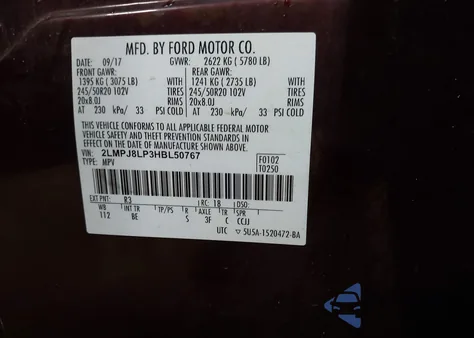 MFD. BY FORD MOTOR CO.
DATE: 09/17 GVWR: 2622 KG ( 5780 LB)
FRONT GAWR: REAR GAWR:
1395 KG ( 3075 LB) WITH 1241 KG ( 2735 LB) WITH
245/50R20 102V TIRES 245/50R20 102V TIRES
20x8.0J RIMS 20x8.0J RIMS
AT 230 kPa/ 33 PSI COLD AT 230 kPa/ 33 PSI COLD
THIS VEHICLE CONFORMS TO ALL APPLICABLE FEDERAL MOTOR
VEHICLE SAFETY AND THEFT PREVENTION STANDARDS IN
EFFECT ON THE DATE OF MANUFACTURE SHOWN ABOVE.
VIN: 2LMPJ8LP3HBL50767 F0102
TYPE: MPV T0250
EXT PNT: R3 RC: 18 DSO:
WB INT TR TP/PS R AXLE TR SPR
112 BE S 3F C CCJJ
UTC 5U5A-1520472-BA